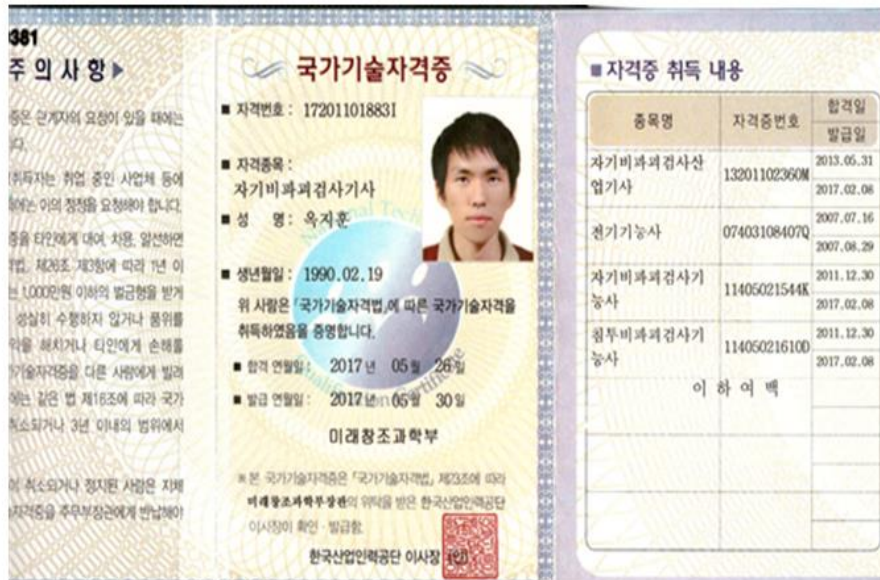 381
주 의 사 항 ▶
증은 관계자의 요청이 있을 때에는
취득자는 취업 중인 사업체 등에
에는 이의 정정을 요청해야 합니다.
증을 타인에게 대여, 차용, 알선하면
제26조 제3항에 따라 1년 이
는 1,000만원 이하의 벌금형을 받게
성실히 수행하지 않거나 품위를
해치거나 타인에게 손해를
기술자격증을 다른 사람에게 빌려
에는 같은 법 제16조에 따라 국가
취소되거나 3년 이내의 범위에서
취소되거나 정지된 사람은 지체
자격증을 주무부장관에게 반납해야
국가기술자격증
■ 자격번호 : 17201101883I
■ 자격종목 :
자기비파괴검사기사
■ 성 명 : 옥지훈
■ 생년월일 : 1990.02.19
위 사람은 「국가기술자격법」에 따른 국가기술자격을
취득하였음을 증명합니다.
■ 합격 연월일 : 2017 년 05 월 26 일
■ 발급 연월일 : 2017 년 05 월 30 일
미래창조과학부
※ 본 국가기술자격증은 「국가기술자격법」 제23조에 따라
미래창조과학부장관의 위탁을 받은 한국산업인력공단
이사장이 확인·발급함.
한국산업인력공단 이사장 (인)
■ 자격증 취득 내용
종목명 자격증번호 합격일
발급일
자기비파괴검사산 13201102360M 2013.05.31
업기사 2017.02.08
전기기능사 07403108407Q 2007.07.16
2007.08.29
자기비파괴검사기 11405021544K 2011.12.30
능사 2017.02.08
침투비파괴검사기 11405021610D 2011.12.30
능사 2017.02.08
이 하 여 백